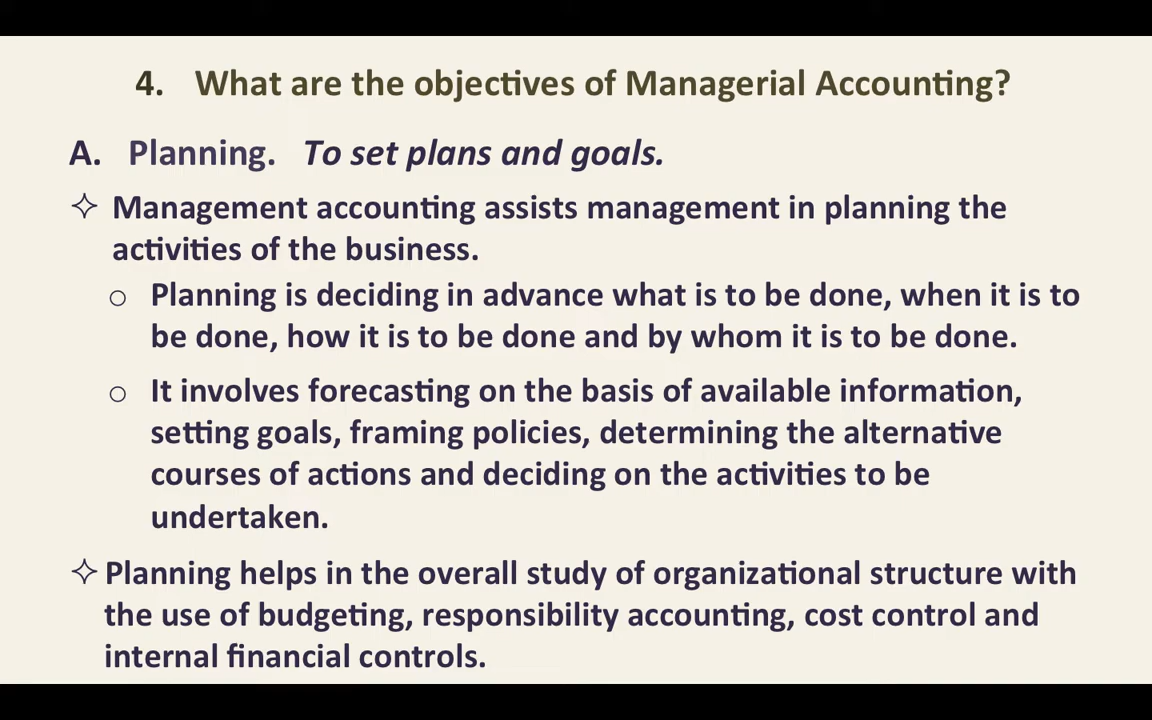 4. What are the objectives of Managerial Accounting?
A. Planning. To set plans and goals.
✧ Management accounting assists management in planning the
activities of the business.
○ Planning is deciding in advance what is to be done, when it is to
be done, how it is to be done and by whom it is to be done.
○ It involves forecasting on the basis of available information,
setting goals, framing policies, determining the alternative
courses of actions and deciding on the activities to be
undertaken.
✧ Planning helps in the overall study of organizational structure with
the use of budgeting, responsibility accounting, cost control and
internal financial controls.